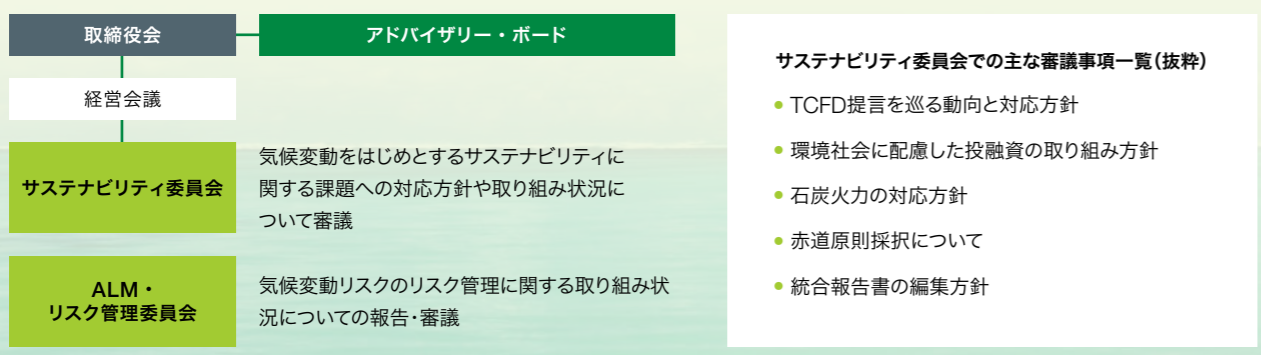 取締役会
アドバイザリー・ボード
経営会議
サステナビリティ委員会
気候変動をはじめとするサステナビリティに
関する課題への対応方針や取り組み状況に
ついて審議
ALM・
リスク管理委員会
気候変動リスクのリスク管理に関する取り組み状
況についての報告・審議
サステナビリティ委員会での主な審議事項一覧（抜粋）
● TCFD提言を巡る動向と対応方針
● 環境社会に配慮した投融資の取り組み方針
● 石炭火力の対応方針
● 赤道原則採択について
● 統合報告書の編集方針